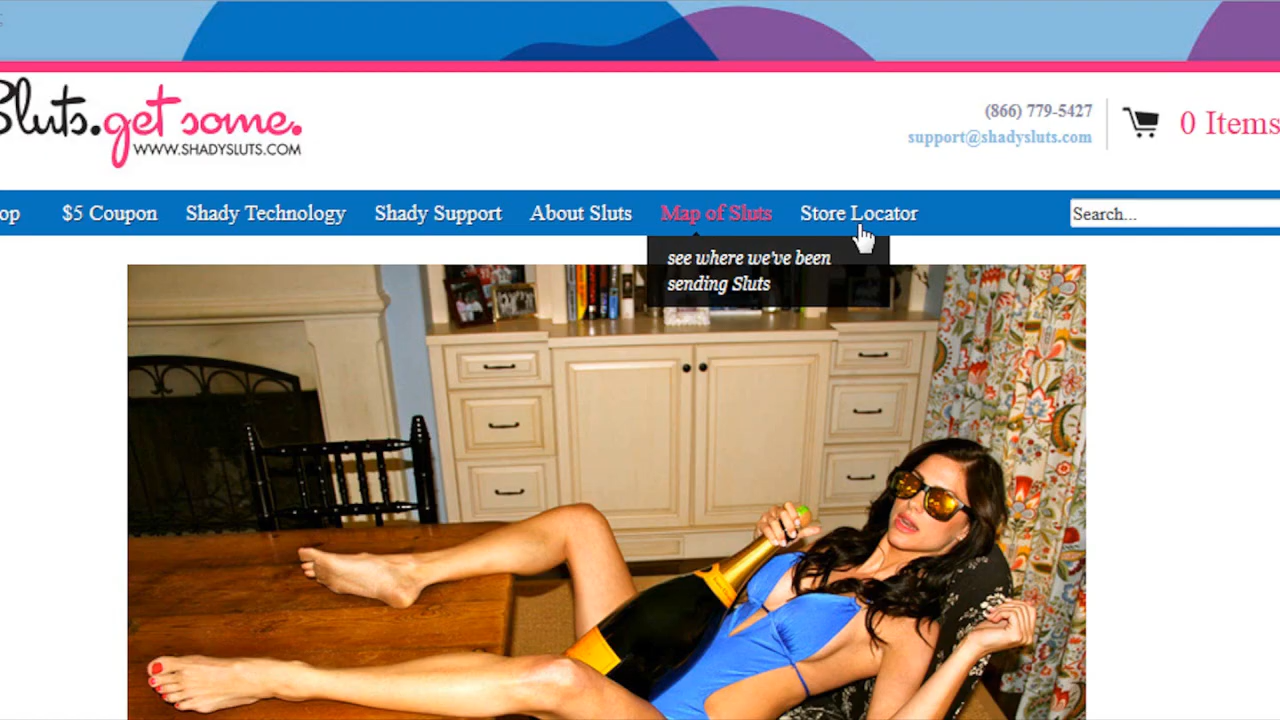 Sluts.get some.
WWW.SHADYSLUTS.COM
(866) 779-5427
support@shadysluts.com
0 Items
op
$5 Coupon
Shady Technology
Shady Support
About Sluts
Map of Sluts
Store Locator
Search...
see where we've been
sending Sluts